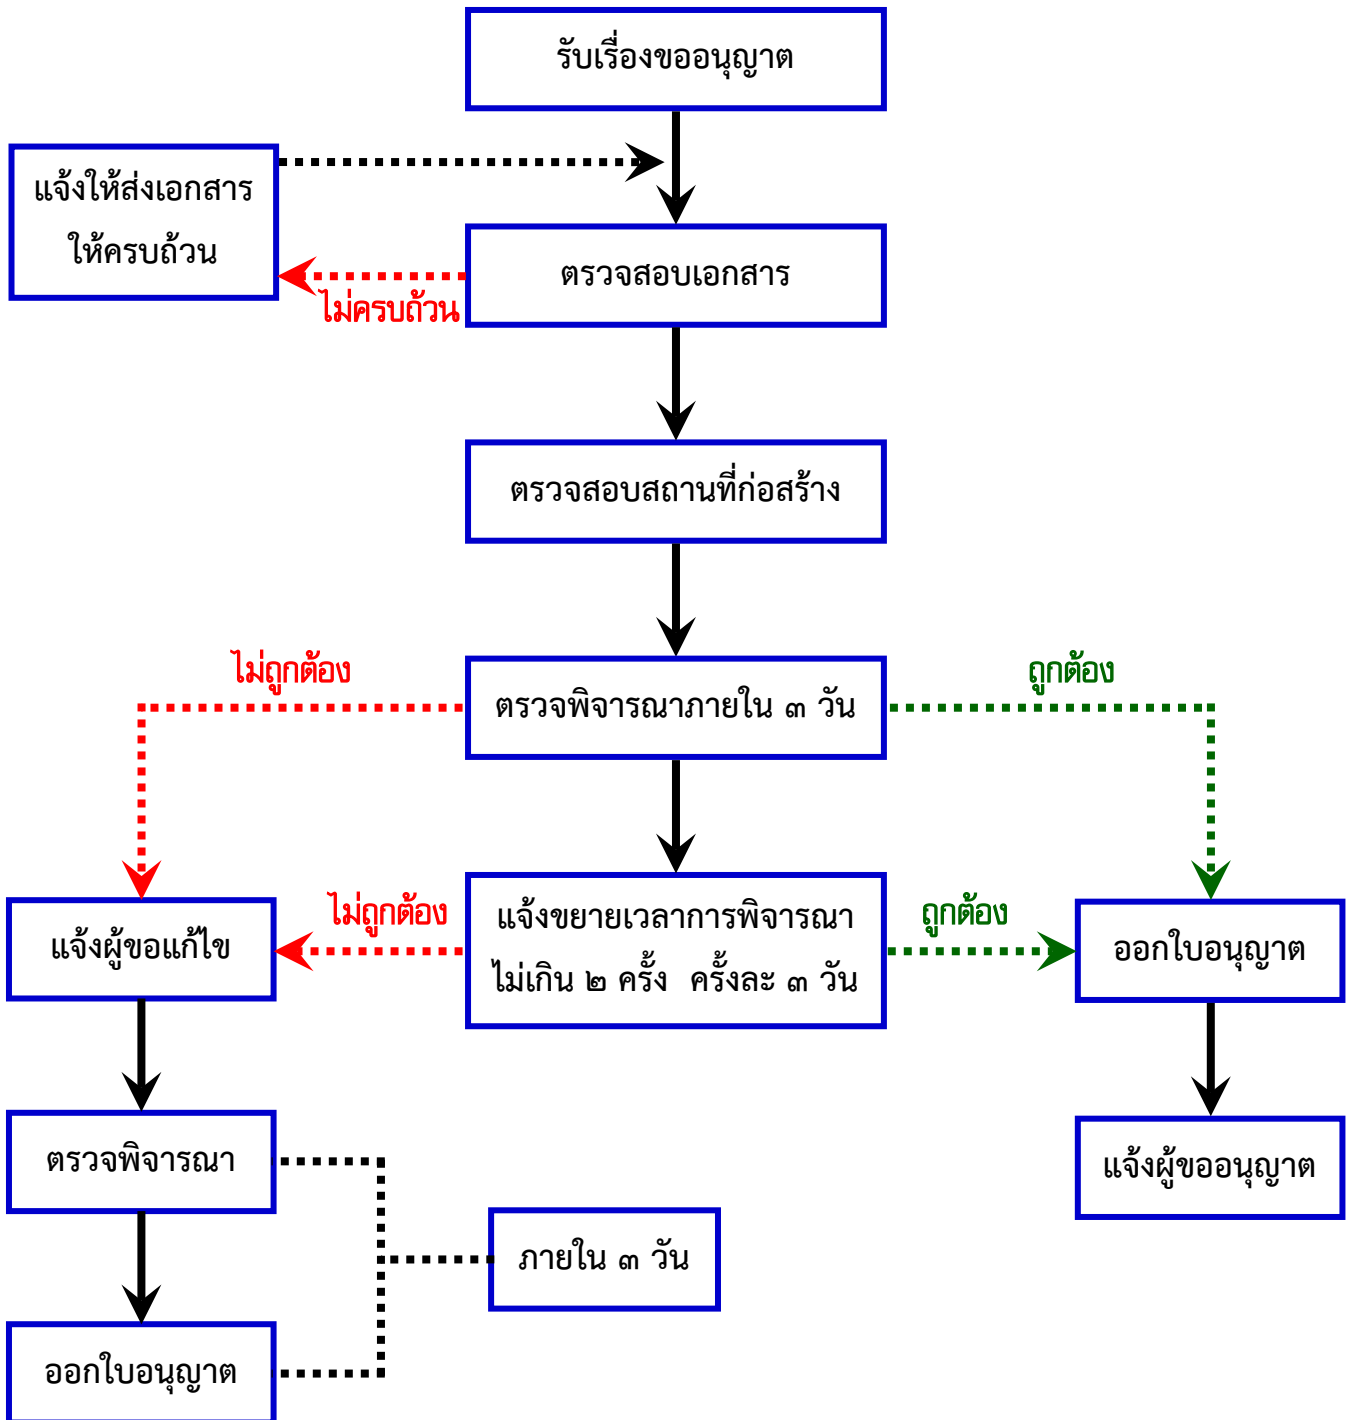 รับเรื่องขออนุญาต
แจ้งให้ส่งเอกสาร
ให้ครบถ้วน
ตรวจสอบเอกสาร
ไม่ครบถ้วน
ตรวจสอบสถานที่ก่อสร้าง
ไม่ถูกต้อง
ถูกต้อง
ตรวจพิจารณาภายใน ๓ วัน
ไม่ถูกต้อง
แจ้งขยายเวลาการพิจารณา
ไม่เกิน ๒ ครั้ง ครั้งละ ๓ วัน
ถูกต้อง
แจ้งผู้ขอแก้ไข
ออกใบอนุญาต
ตรวจพิจารณา
แจ้งผู้ขออนุญาต
ภายใน ๓ วัน
ออกใบอนุญาต